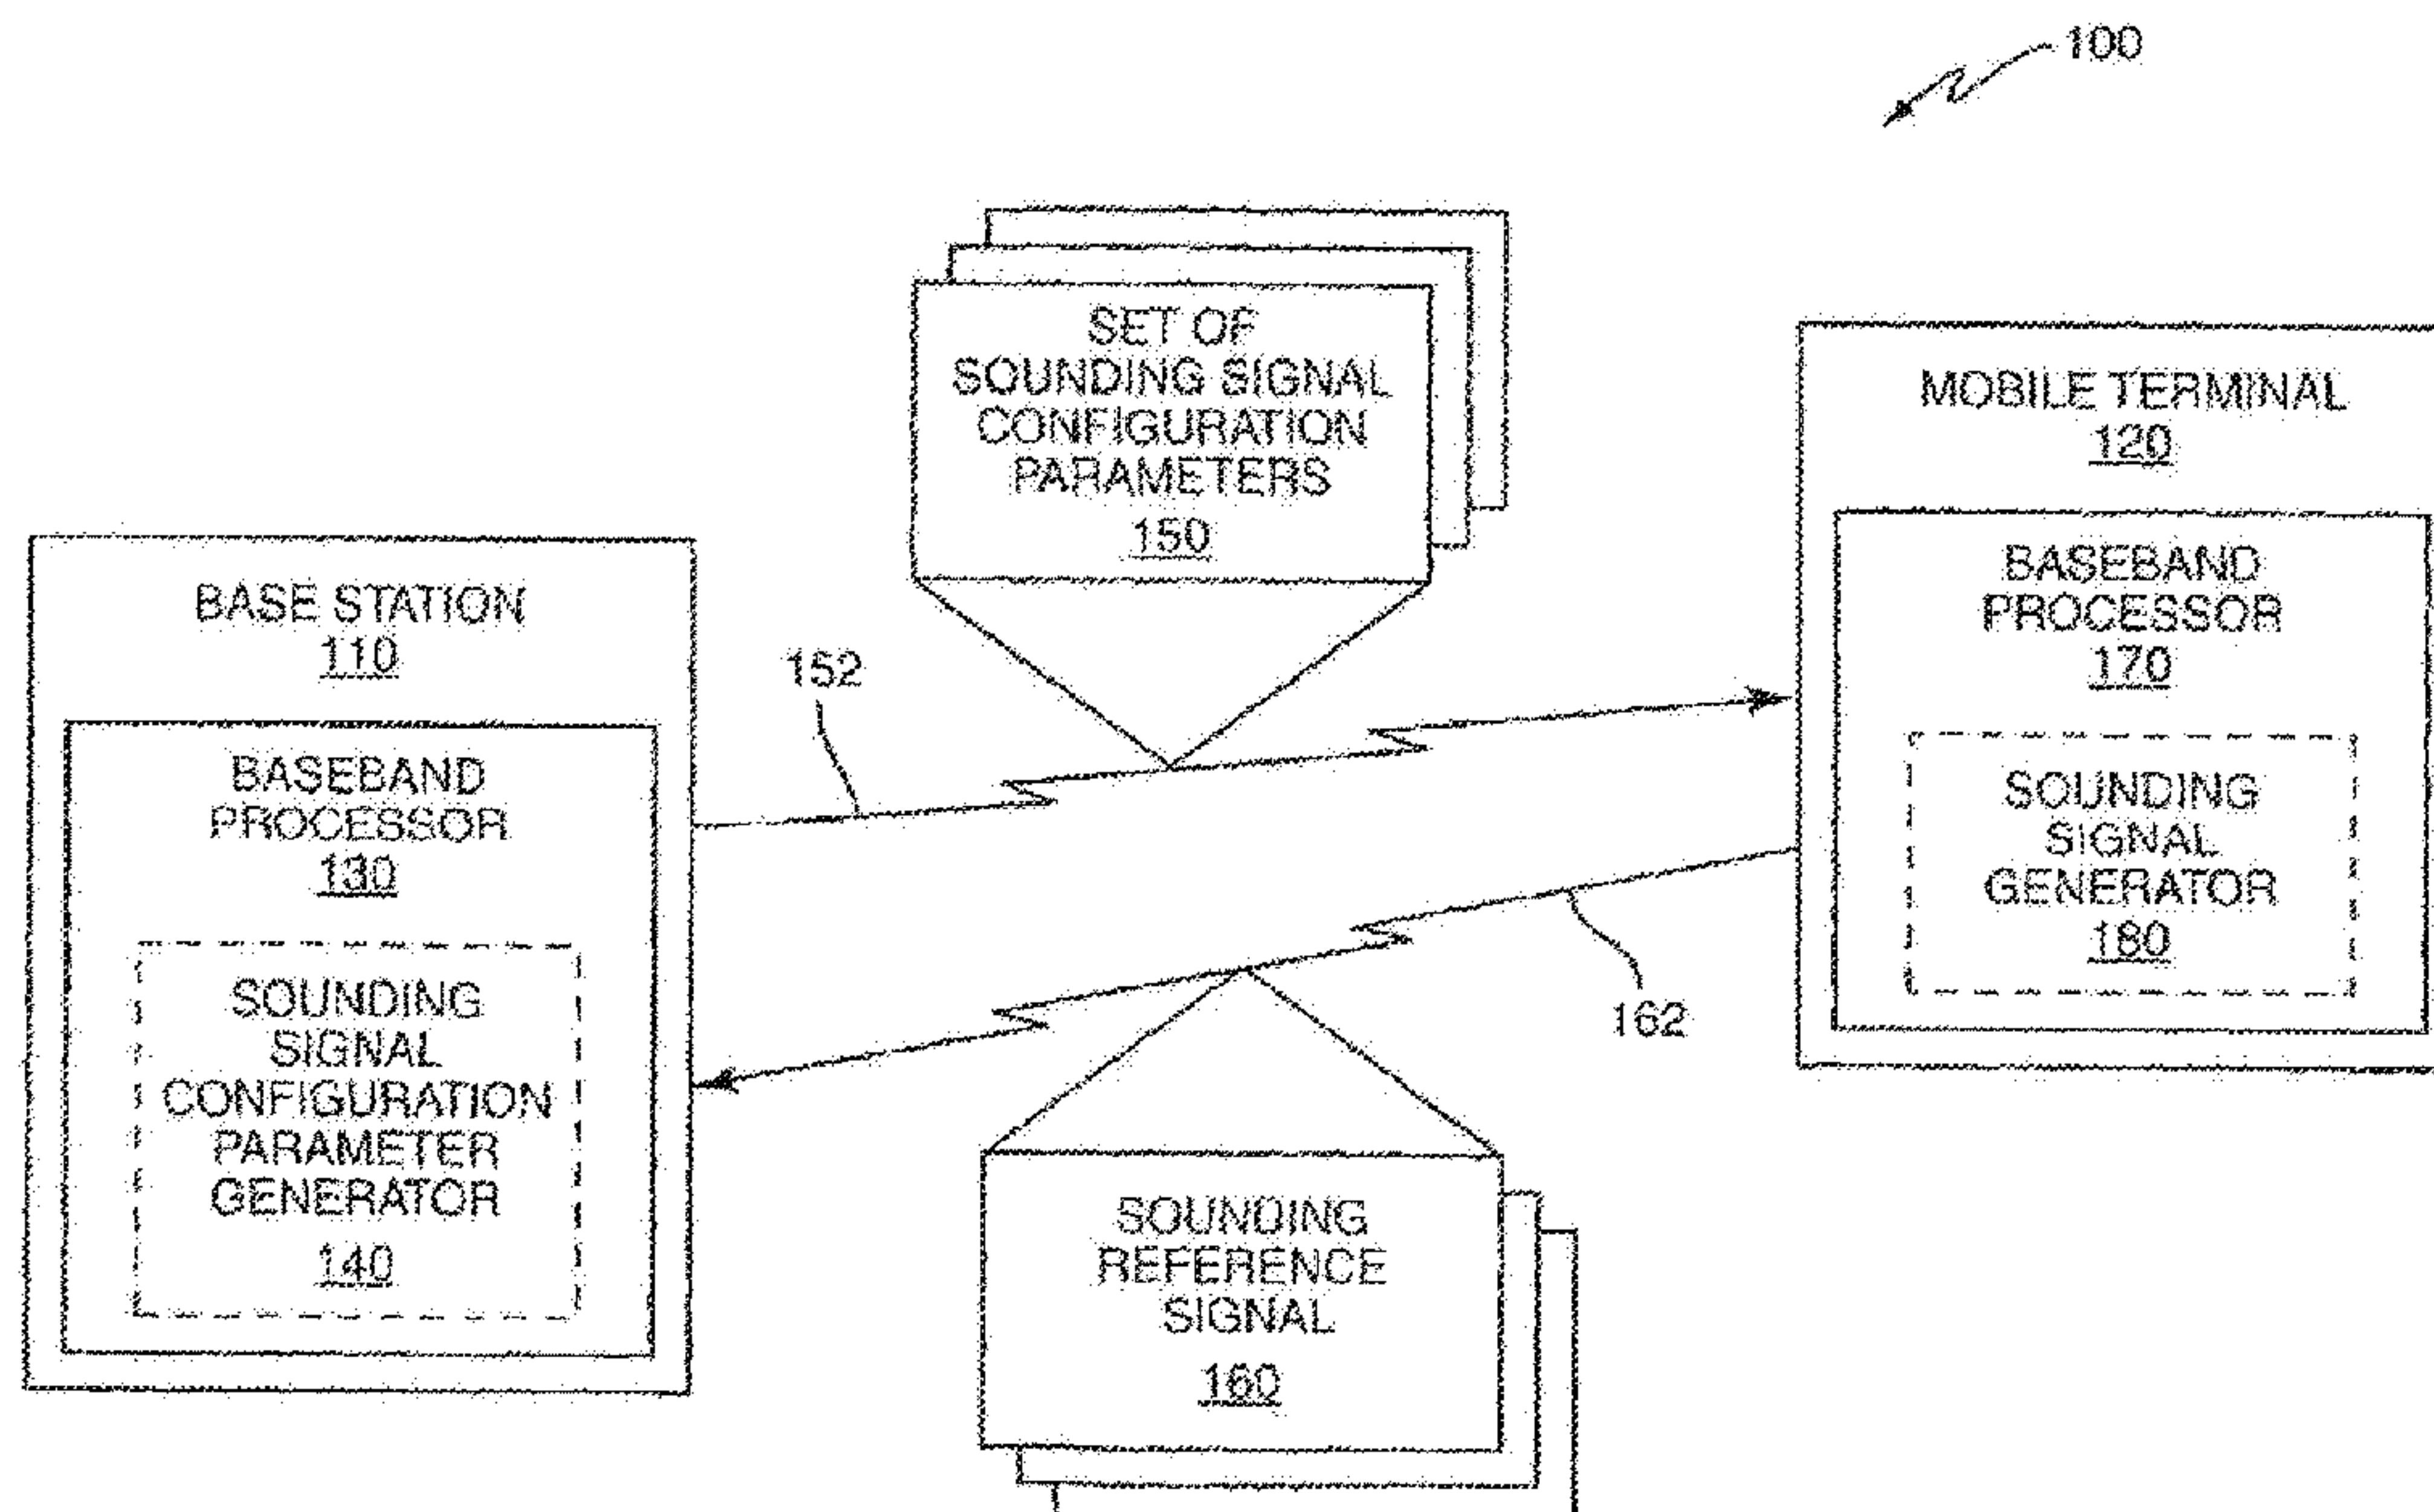 100
SET OF
SOUNDING SIGNAL
CONFIGURATION
PARAMETERS
150
MOBILE TERMINAL
120
BASEBAND
PROCESSOR
170
SOUNDING
SIGNAL
GENERATOR
180
BASE STATION
110
BASEBAND
PROCESSOR
130
SOUNDING
SIGNAL
CONFIGURATION
PARAMETER
GENERATOR
140
152
162
SOUNDING
REFERENCE
SIGNAL
160